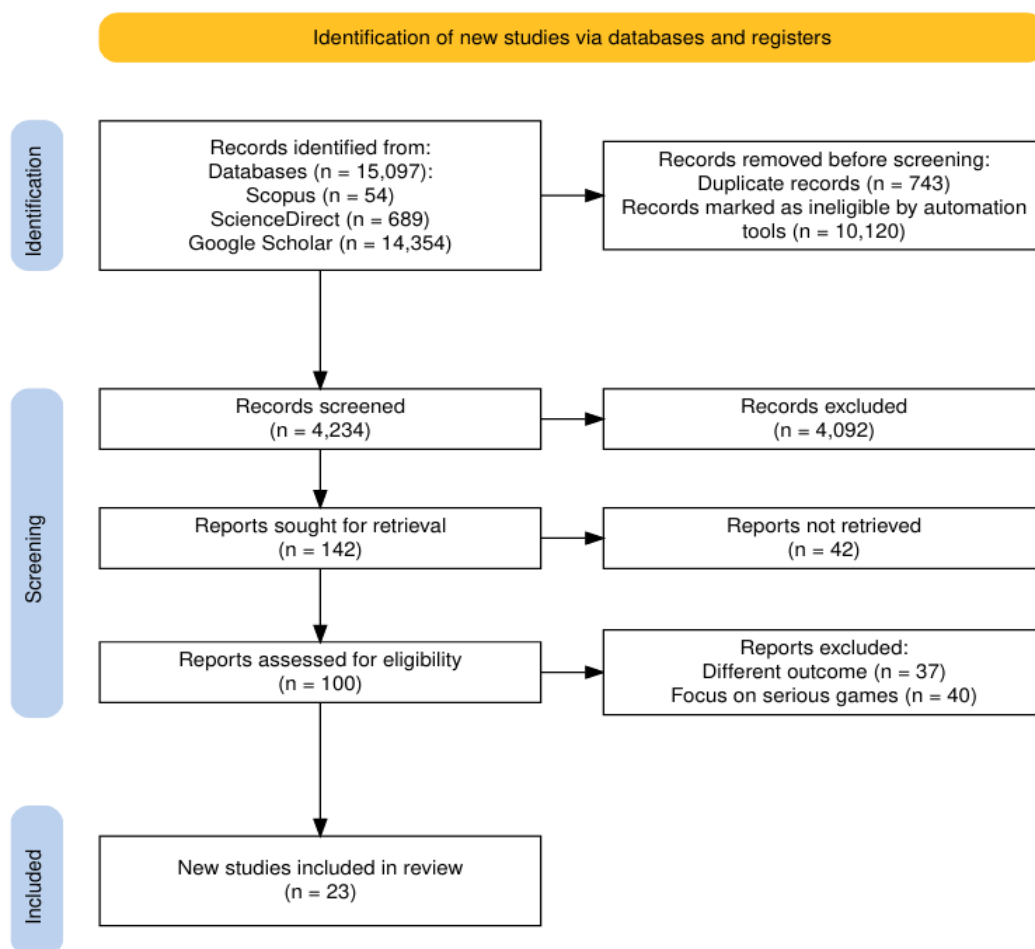 Identification of new studies via databases and registers
Identification
Records identified from:
Databases (n = 15,097):
Scopus (n = 54)
ScienceDirect (n = 689)
Google Scholar (n = 14,354)
Records removed before screening:
Duplicate records (n = 743)
Records marked as ineligible by automation
tools (n = 10,120)
Screening
Records screened
(n = 4,234)
Records excluded
(n = 4,092)
Reports sought for retrieval
(n = 142)
Reports not retrieved
(n = 42)
Reports assessed for eligibility
(n = 100)
Reports excluded:
Different outcome (n = 37)
Focus on serious games (n = 40)
Included
New studies included in review
(n = 23)